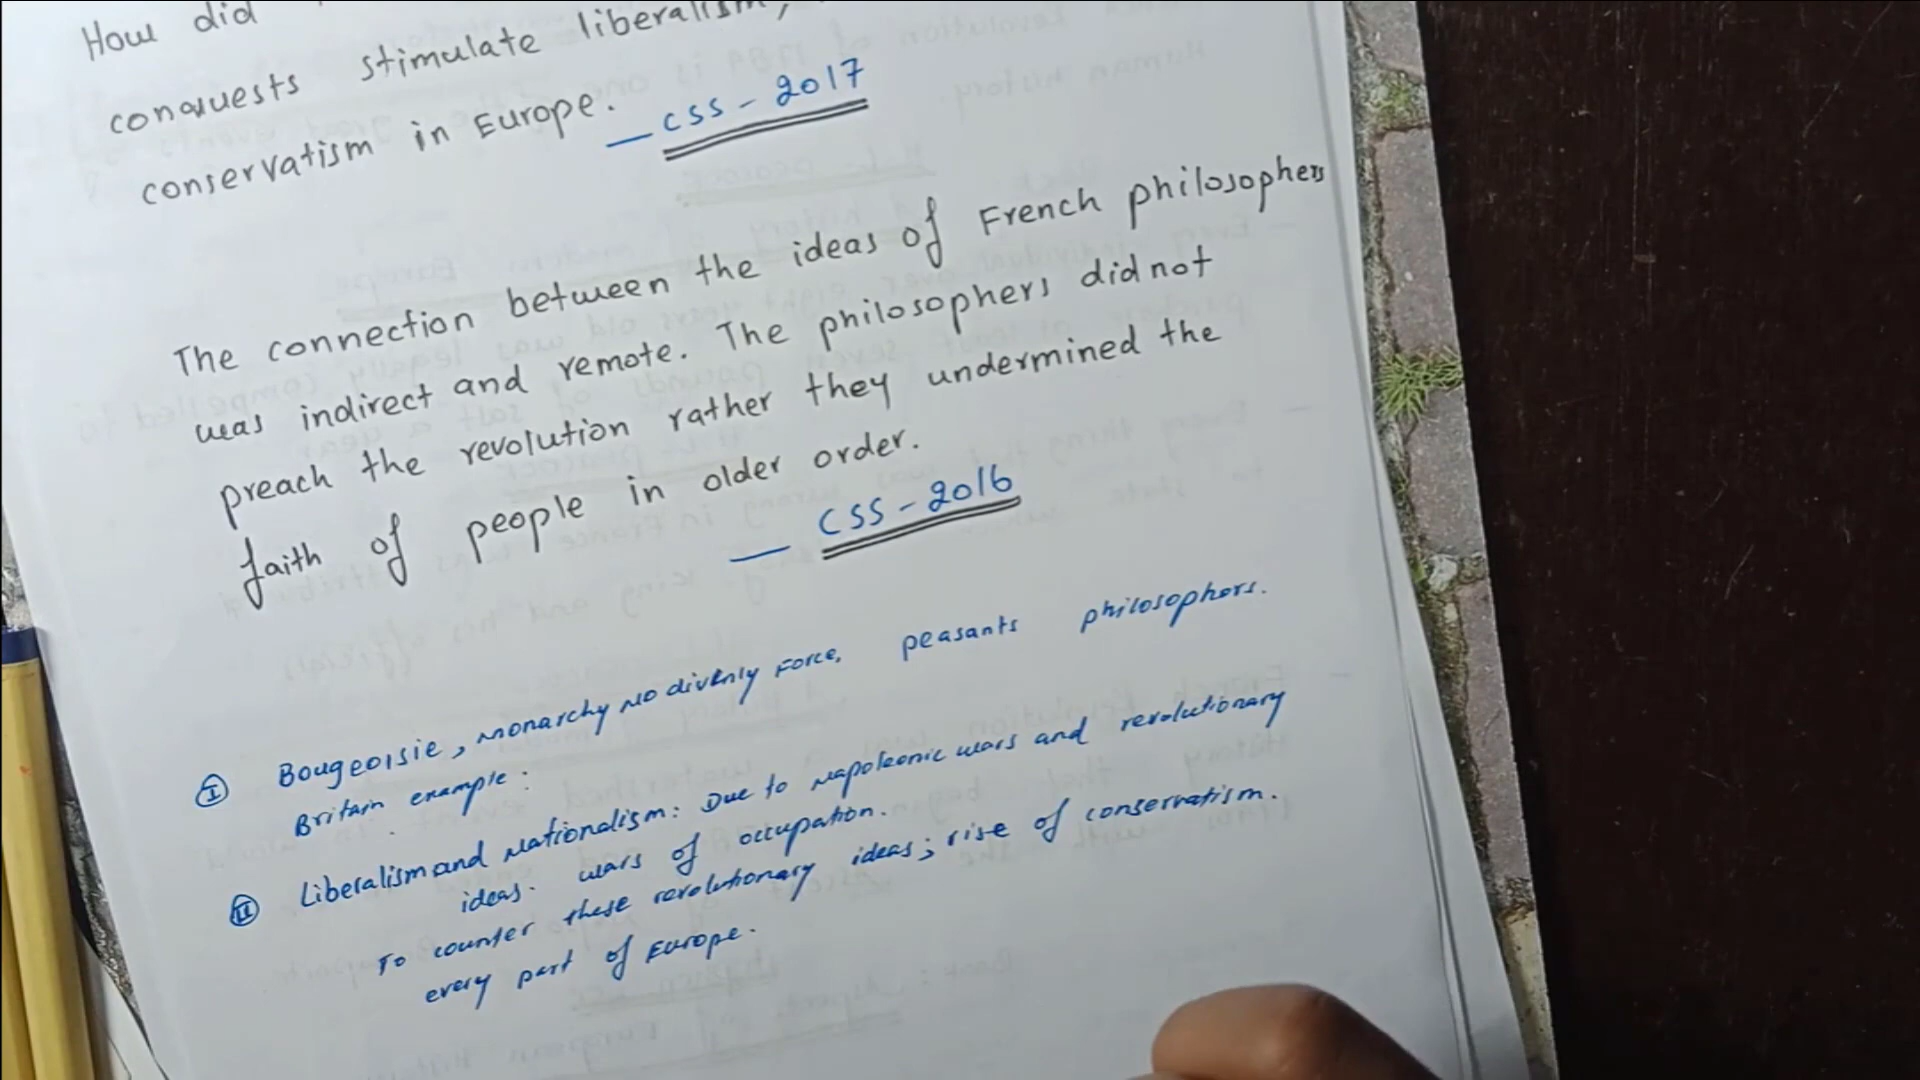 How did
conquests stimulate liberalism,
conservatism in Europe. — CSS - 2017
The connection between the ideas of French philosophers
was indirect and remote. The philosophers did not
preach the revolution rather they undermined the
faith of people in older order.
— CSS - 2016
I Bougeoisie, monarchy no divenly Force, peasants philosophers.
Britain example:
II Liberalism and Nationalism: Due to Napoleonic wars and revolutionary
ideas. wars of occupation.
To counter these revolutionary ideas; rise of conservatism.
every part of Europe.